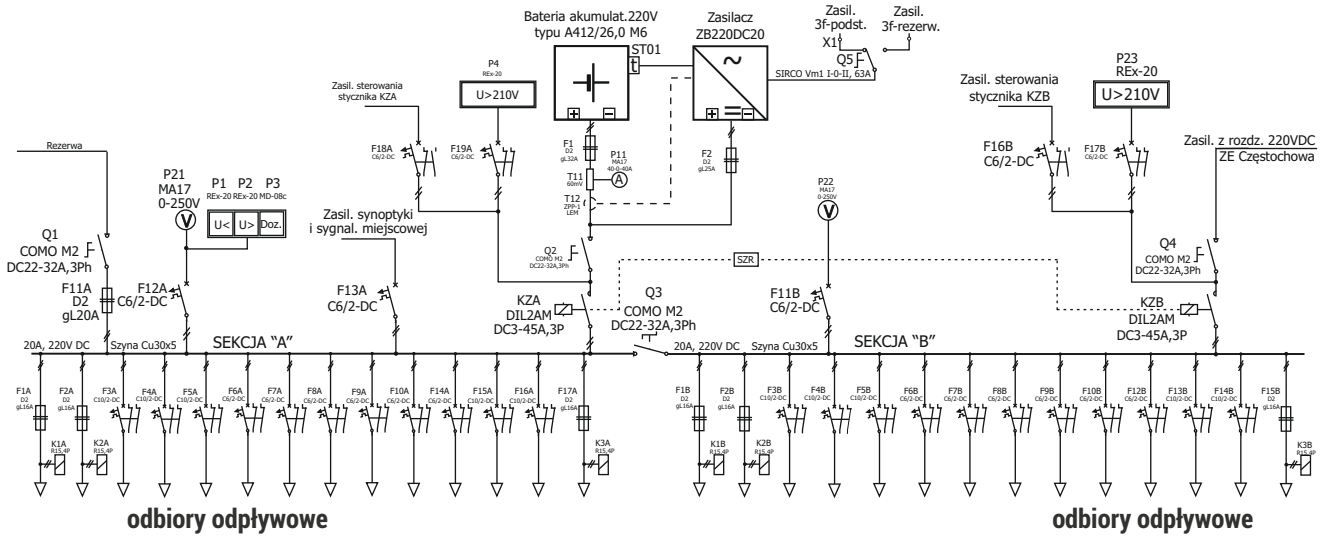 Bateria akumulat.220V
typu A412/26,0 M6
ST01
t
Zasilacz
ZB220DC20
Zasil.
3f-podst.
Zasil.
3f-rezerw.
X1
Q5
SIRCO Vm1 I-0-II, 63A
P4
REx-20
U>210V
P23
REx-20
U>210V
Zasil. sterowania
stycznika KZA
Zasil. sterowania
stycznika KZB
F18A
C6/2-DC
F19A
C6/2-DC
F1
D2
gL32A
P11
MA17
40-0-40A
A
T11
60mV
T12
ZPP-1
LEM
F2
D2
gL25A
F16B
C6/2-DC
F17B
C6/2-DC
Zasil. z rozdz. 220VDC
ZE Częstochowa
Rezerwa
P21
MA17
0-250V
V
P1
REx-20
P2
REx-20
P3
MD-08c
U<
U>
Doz.
Zasil. synoptyki
i sygnal. miejscowej
P22
MA17
0-250V
V
Q1
COMO M2
DC22-32A,3Ph
F11A
D2
gL20A
F12A
C6/2-DC
F13A
C6/2-DC
Q2
COMO M2
DC22-32A,3Ph
SZR
KZA
DIL2AM
DC3-45A,3P
Q3
COMO M2
DC22-32A,3Ph
F11B
C6/2-DC
Q4
COMO M2
DC22-32A,3Ph
KZB
DIL2AM
DC3-45A,3P
20A, 220V DC
Szyna Cu30x5
SEKCJA "A"
20A, 220V DC
Szyna Cu30x5
SEKCJA "B"
F1A
D2
gL16A
F2A
D2
gL16A
F3A
C10/2-DC
F4A
C10/2-DC
F5A
C10/2-DC
F6A
C6/2-DC
F7A
C6/2-DC
F8A
C6/2-DC
F9A
C6/2-DC
F10A
C6/2-DC
F14A
C6/2-DC
F15A
C10/2-DC
F16A
C6/2-DC
F17A
D2
gL16A
F1B
D2
gL16A
F2B
D2
gL16A
F3B
C10/2-DC
F4B
C10/2-DC
F5B
C10/2-DC
F6B
C6/2-DC
F7B
C6/2-DC
F8B
C6/2-DC
F9B
C6/2-DC
F10B
C6/2-DC
F12B
C6/2-DC
F13B
C10/2-DC
F14B
C6/2-DC
F15B
D2
gL16A
K1A
R15,4P
K2A
R15,4P
K3A
R15,4P
K1B
R15,4P
K2B
R15,4P
K3B
R15,4P
odbiory odpływowe
odbiory odpływowe